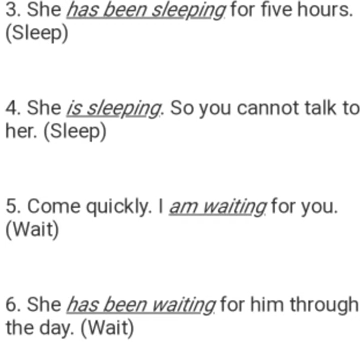 3. She has been sleeping for five hours.
(Sleep)
4. She is sleeping. So you cannot talk to
her. (Sleep)
5. Come quickly. I am waiting for you.
(Wait)
6. She has been waiting for him through
the day. (Wait)